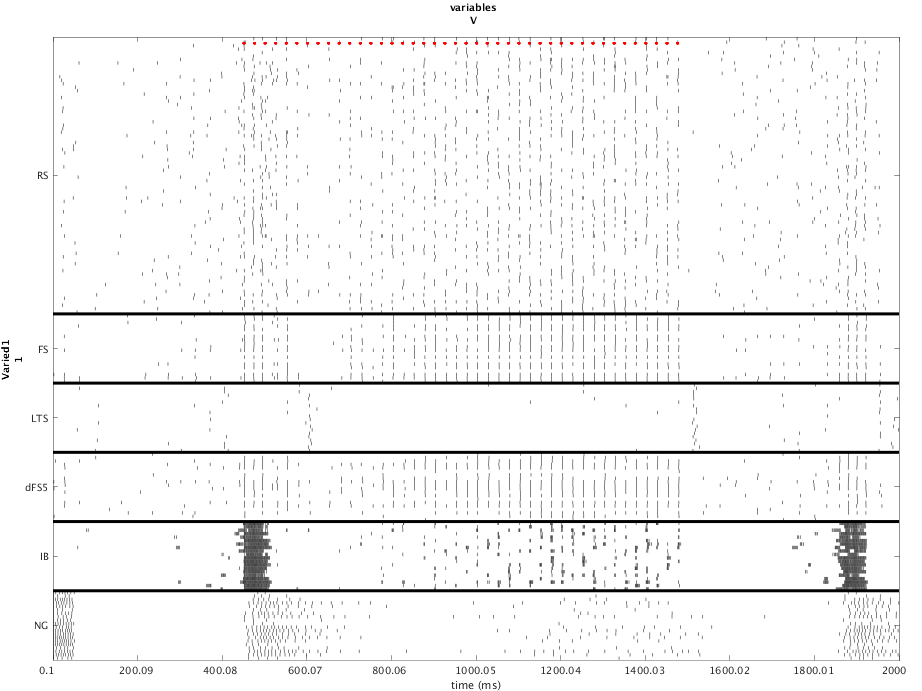 variables
V
RS
FS
LTS
dFS5
IB
NG
Varied1
1
0.1 200.09 400.08 600.07 800.06 1000.05 1200.04 1400.03 1600.02 1800.01 2000
time (ms)